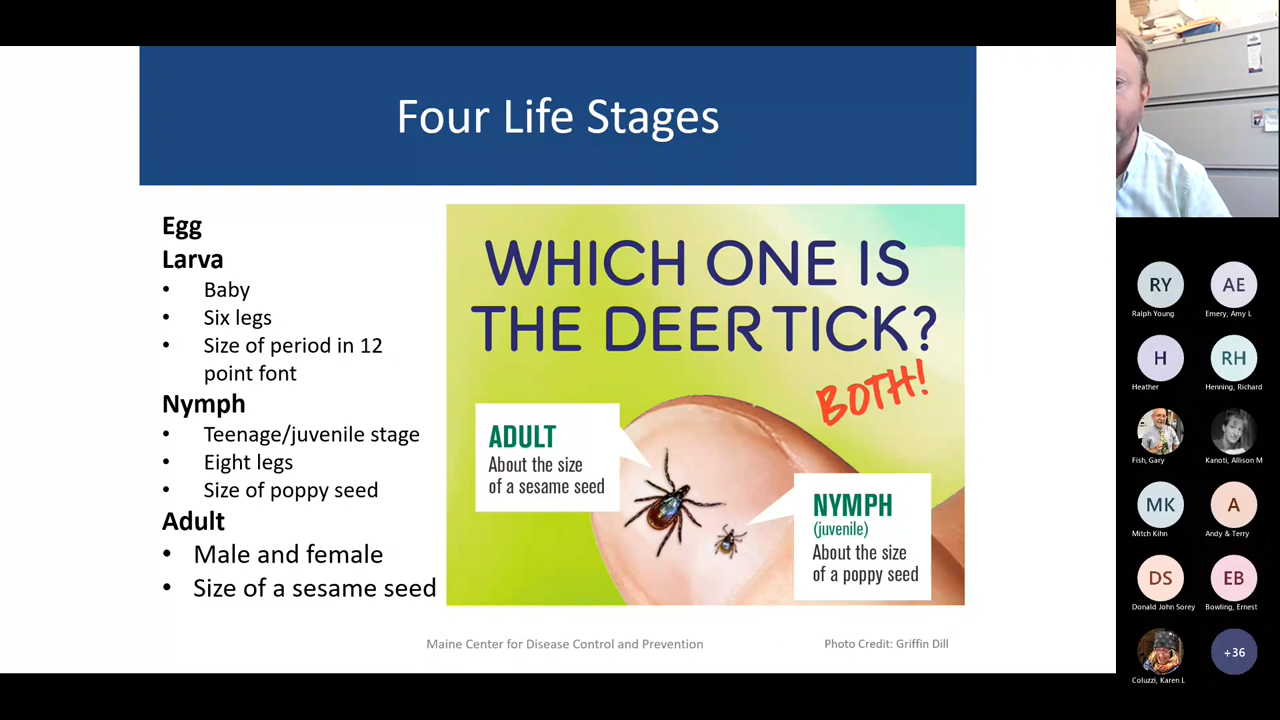 Four Life Stages
Egg
Larva
• Baby
• Six legs
• Size of period in 12
point font
Nymph
• Teenage/juvenile stage
• Eight legs
• Size of poppy seed
Adult
• Male and female
• Size of a sesame seed
WHICH ONE IS
THE DEER TICK?
BOTH!
ADULT
About the size
of a sesame seed
NYMPH
(juvenile)
About the size
of a poppy seed
Maine Center for Disease Control and Prevention
Photo Credit: Griffin Dill
RY
Ralph Young
AE
Emery, Amy L
H
Heather
RH
Henning, Richard
Fish, Gary
Kanoti, Allison M
MK
Mitch Kihn
A
Andy & Terry
DS
Donald John Sorey
EB
Bowling, Ernest
Coluzzi, Karen L
+36